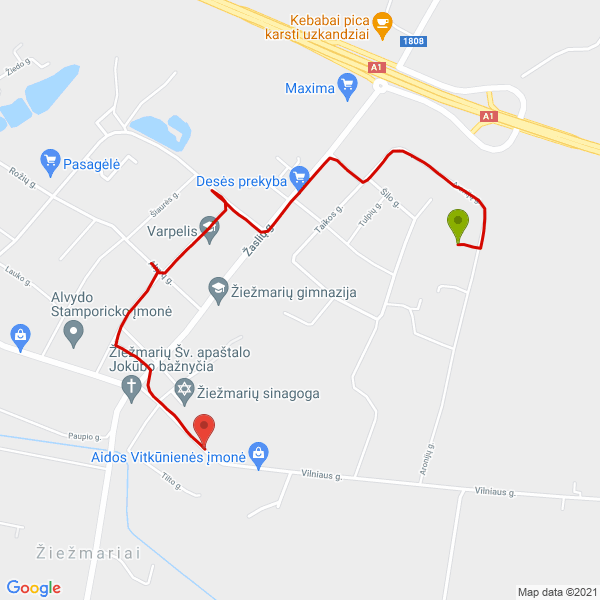 Kebabai pica
karsti uzkandziai
1808
A1
Žiedo g.
Maxima
A1
Pasagėlė
Rožių g.
Desės prekyba
Šilo g.
Šiaurės g.
Taikos g.
Tulpių g.
Varpelis
Žaslių g.
Lauko g.
Alvydo
Stamporicko įmonė
Žiežmarių gimnazija
Žiežmarių Šv. apaštalo
Jokūbo bažnyčia
Žiežmarių sinagoga
Paupio g.
Aidos Vitkūnienės įmonė
Aronijų g.
Tilto g.
Vilniaus g.
Vilniaus g.
Žiežmariai
Google
Map data ©2021